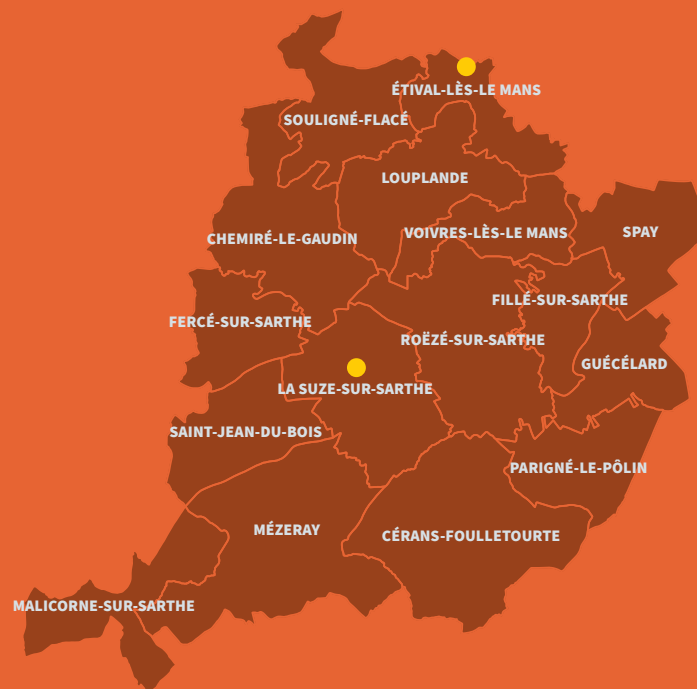 ÉTIVAL-LÈS-LE MANS
SOULIGNÉ-FLACÉ
LOUPLANDE
VOIVRES-LÈS-LE MANS
SPAY
CHEMIRÉ-LE-GAUDIN
FILLÉ-SUR-SARTHE
FERCÉ-SUR-SARTHE
ROËZÉ-SUR-SARTHE
GUÉCÉLARD
LA SUZE-SUR-SARTHE
SAINT-JEAN-DU-BOIS
PARIGNÉ-LE-PÔLIN
MÉZERAY
CÉRANS-FOULLETOURTE
MALICORNE-SUR-SARTHE